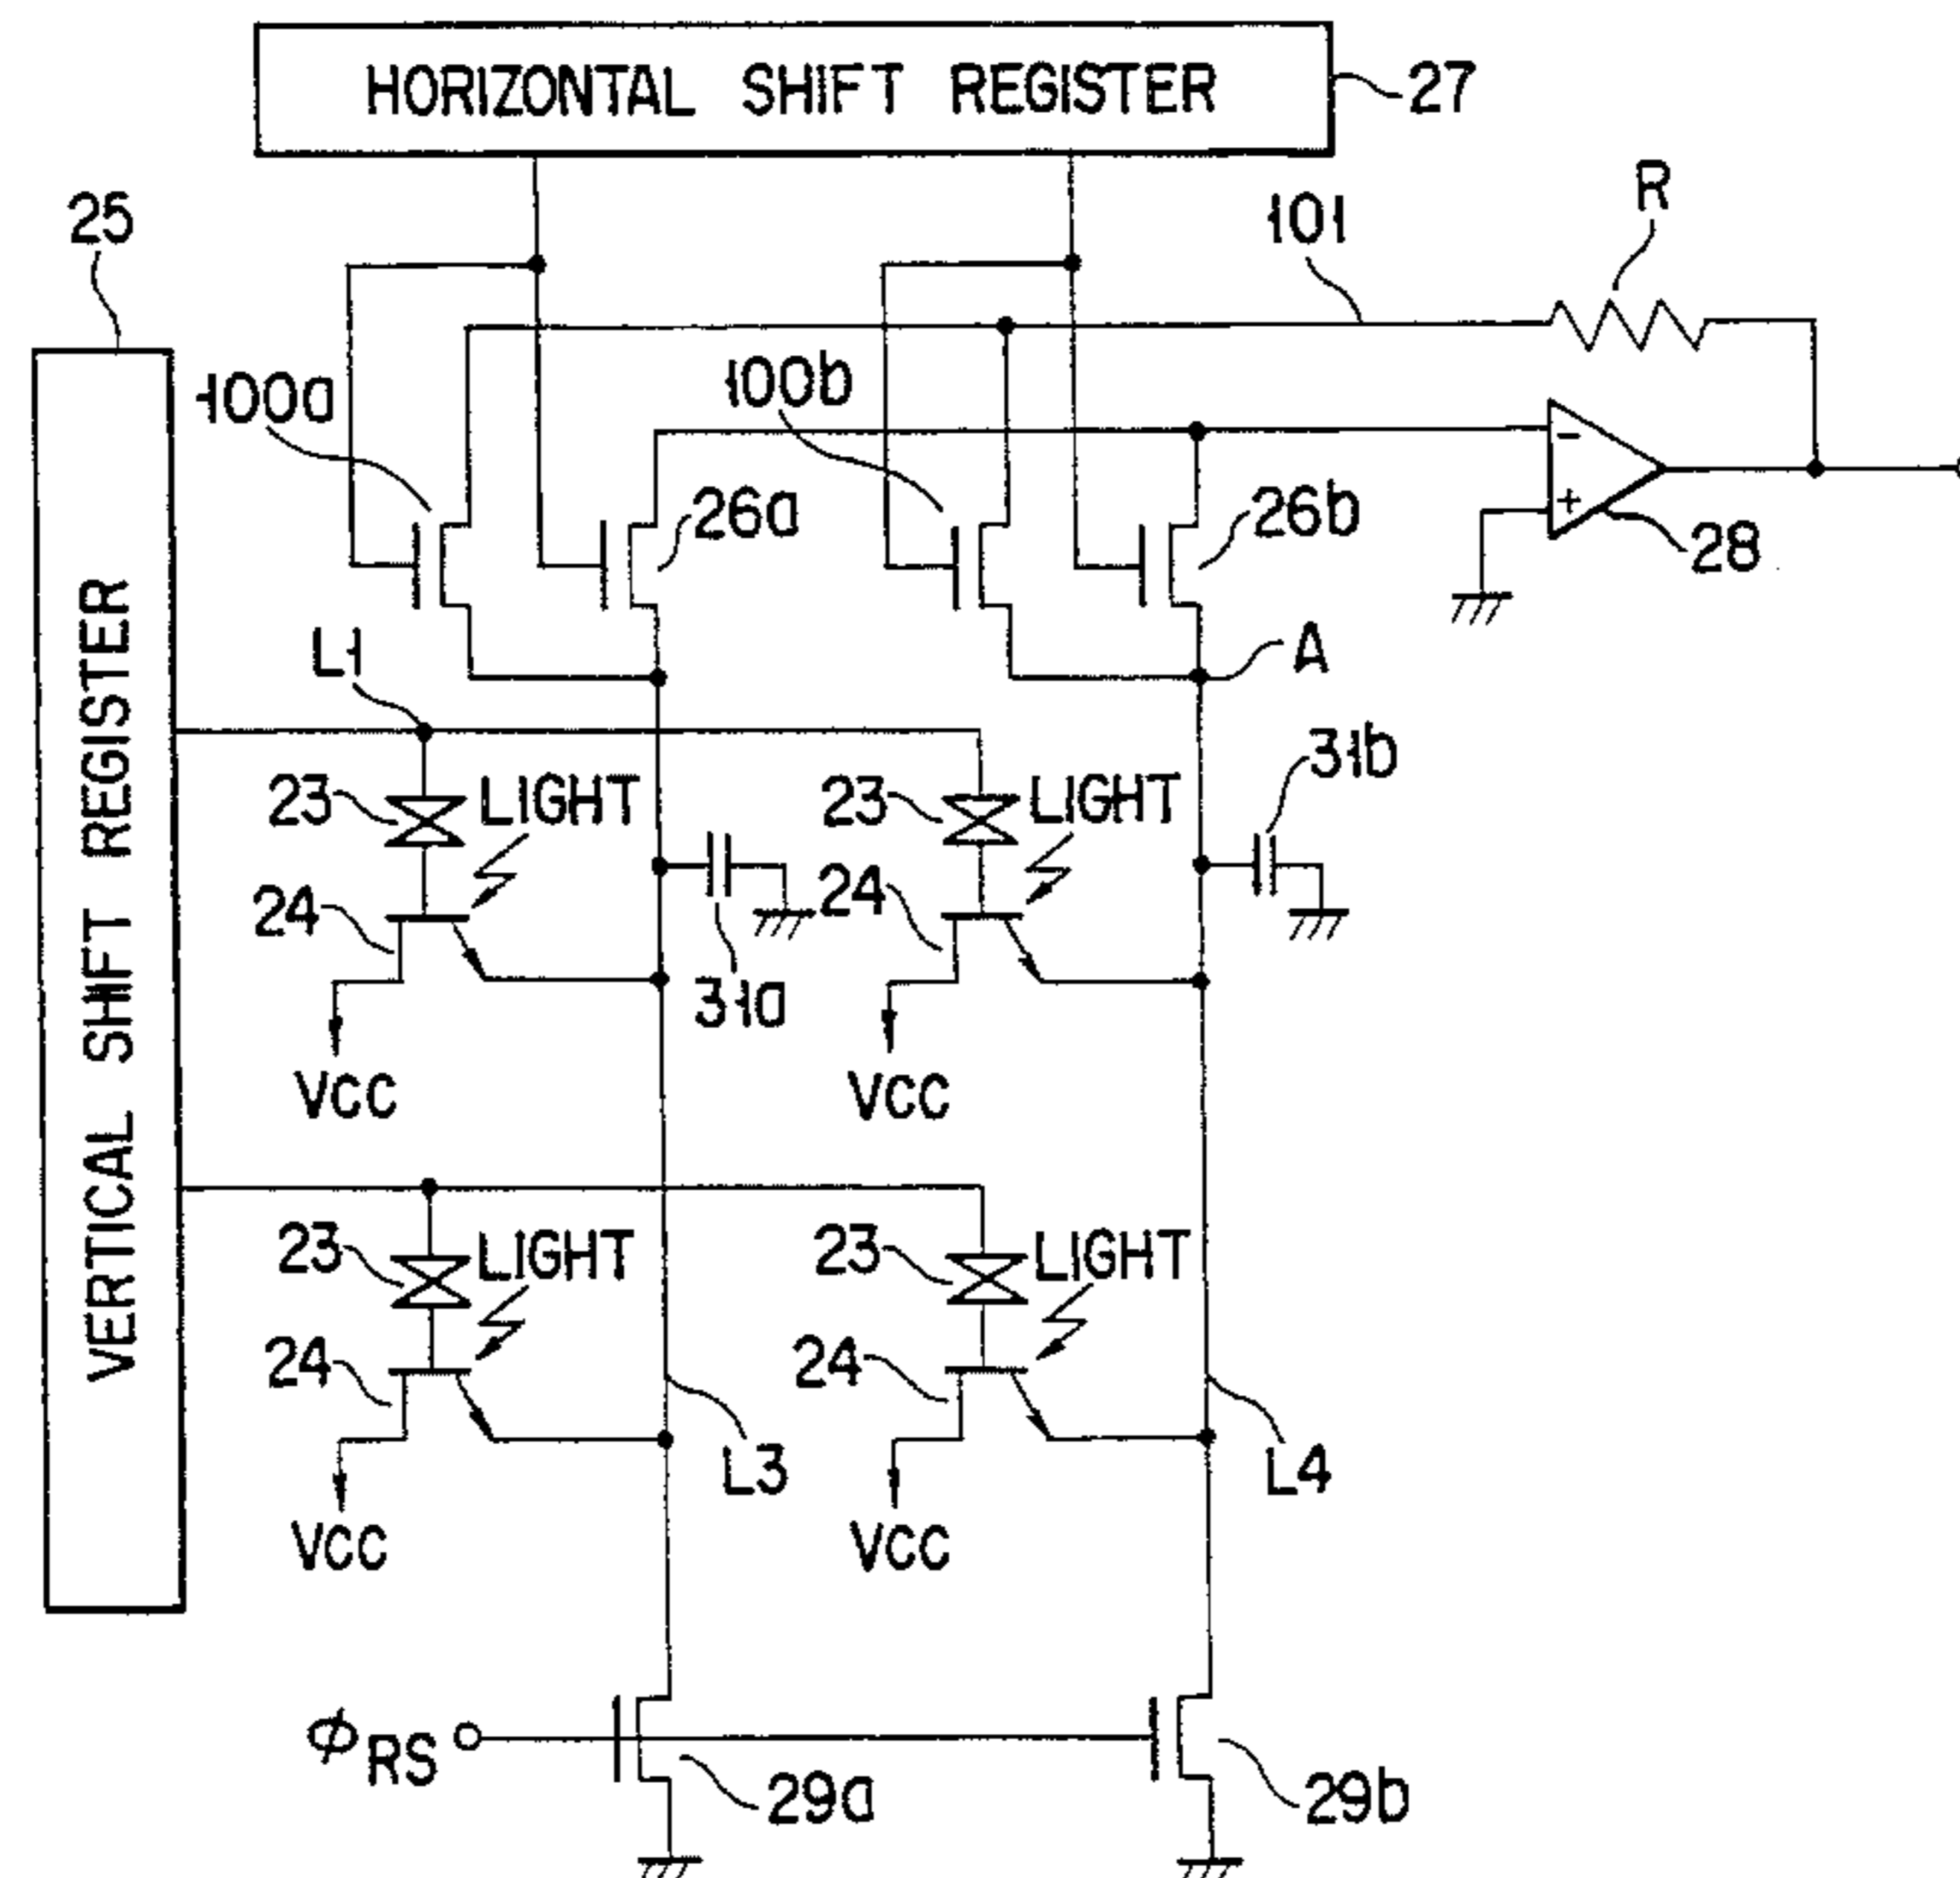 HORIZONTAL SHIFT REGISTER
27
R
25
101
100a
100b
26a
26b
-
+
28
L1
A
VERTICAL SHIFT REGISTER
23
LIGHT
23
LIGHT
31b
24
24
31a
VCC
VCC
23
LIGHT
23
LIGHT
24
24
L3
L4
VCC
VCC
ϕRS
29a
29b